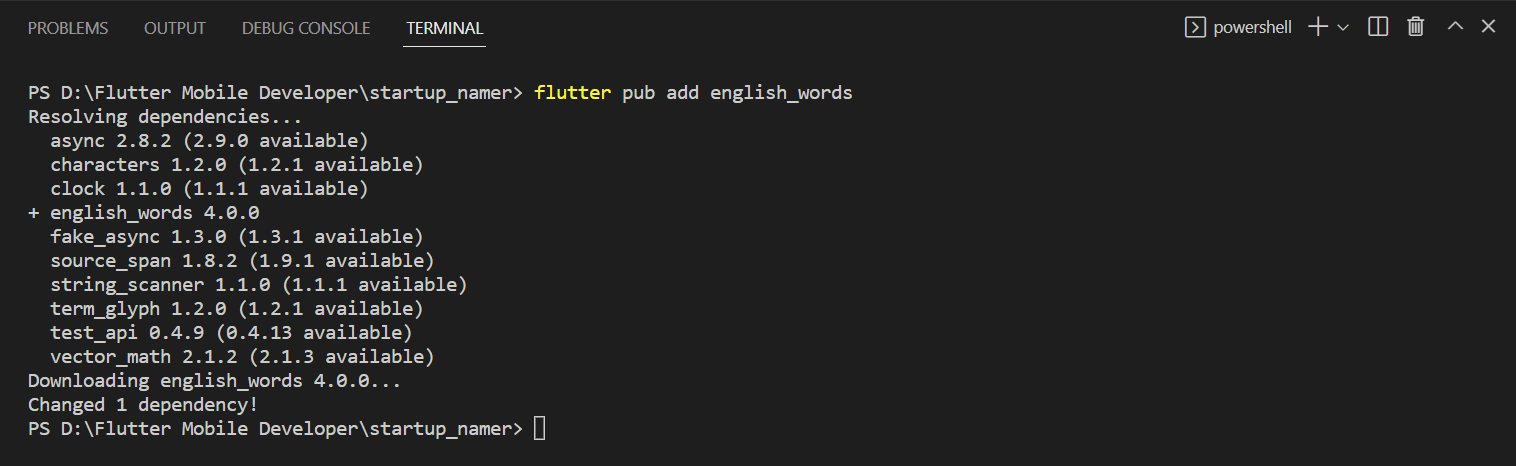 PROBLEMS OUTPUT DEBUG CONSOLE TERMINAL powershell
PS D:\Flutter Mobile Developer\startup_namer> flutter pub add english_words
Resolving dependencies...
  async 2.8.2 (2.9.0 available)
  characters 1.2.0 (1.2.1 available)
  clock 1.1.0 (1.1.1 available)
+ english_words 4.0.0
  fake_async 1.3.0 (1.3.1 available)
  source_span 1.8.2 (1.9.1 available)
  string_scanner 1.1.0 (1.1.1 available)
  term_glyph 1.2.0 (1.2.1 available)
  test_api 0.4.9 (0.4.13 available)
  vector_math 2.1.2 (2.1.3 available)
Downloading english_words 4.0.0...
Changed 1 dependency!
PS D:\Flutter Mobile Developer\startup_namer>